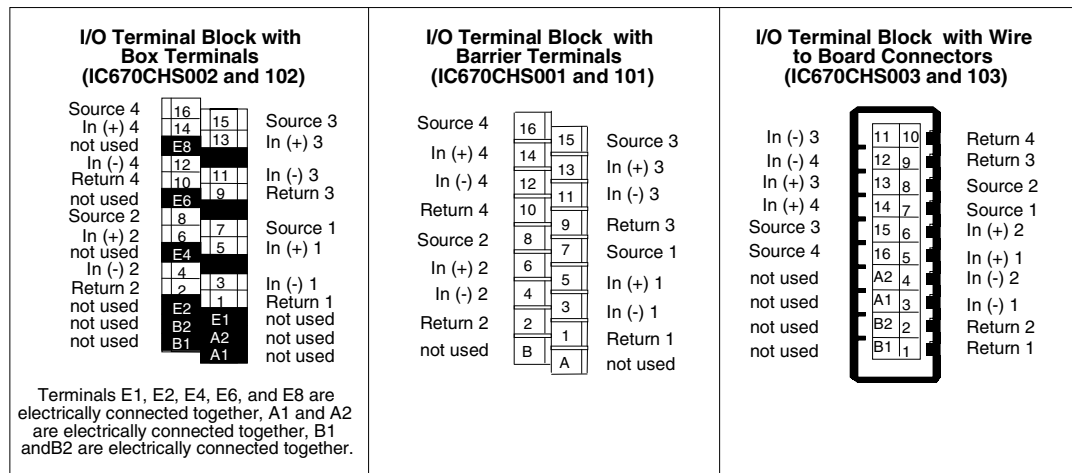 I/O Terminal Block with
Box Terminals
(IC670CHS002 and 102)
Source 4 16 15 Source 3
In (+) 4 14 13 In (+) 3
not used E8
In (-) 4 12 11 In (-) 3
Return 4 10 9 Return 3
not used E6
Source 2 8 7 Source 1
In (+) 2 6 5 In (+) 1
not used E4
In (-) 2 4 3 In (-) 1
Return 2 2 1 Return 1
not used E2 E1 not used
not used B2 A2 not used
not used B1 A1 not used
Terminals E1, E2, E4, E6, and E8 are
electrically connected together, A1 and A2
are electrically connected together, B1
andB2 are electrically connected together.
I/O Terminal Block with
Barrier Terminals
(IC670CHS001 and 101)
Source 4 16 15 Source 3
In (+) 4 14 13 In (+) 3
In (-) 4 12 11 In (-) 3
Return 4 10 9 Return 3
Source 2 8 7 Source 1
In (+) 2 6 5 In (+) 1
In (-) 2 4 3 In (-) 1
Return 2 2 1 Return 1
not used B A not used
I/O Terminal Block with Wire
to Board Connectors
(IC670CHS003 and 103)
In (-) 3 11 10 Return 4
In (-) 4 12 9 Return 3
In (+) 3 13 8 Source 2
In (+) 4 14 7 Source 1
Source 3 15 6 In (+) 2
Source 4 16 5 In (+) 1
not used A2 4 In (-) 2
not used A1 3 In (-) 1
not used B2 2 Return 2
not used B1 1 Return 1